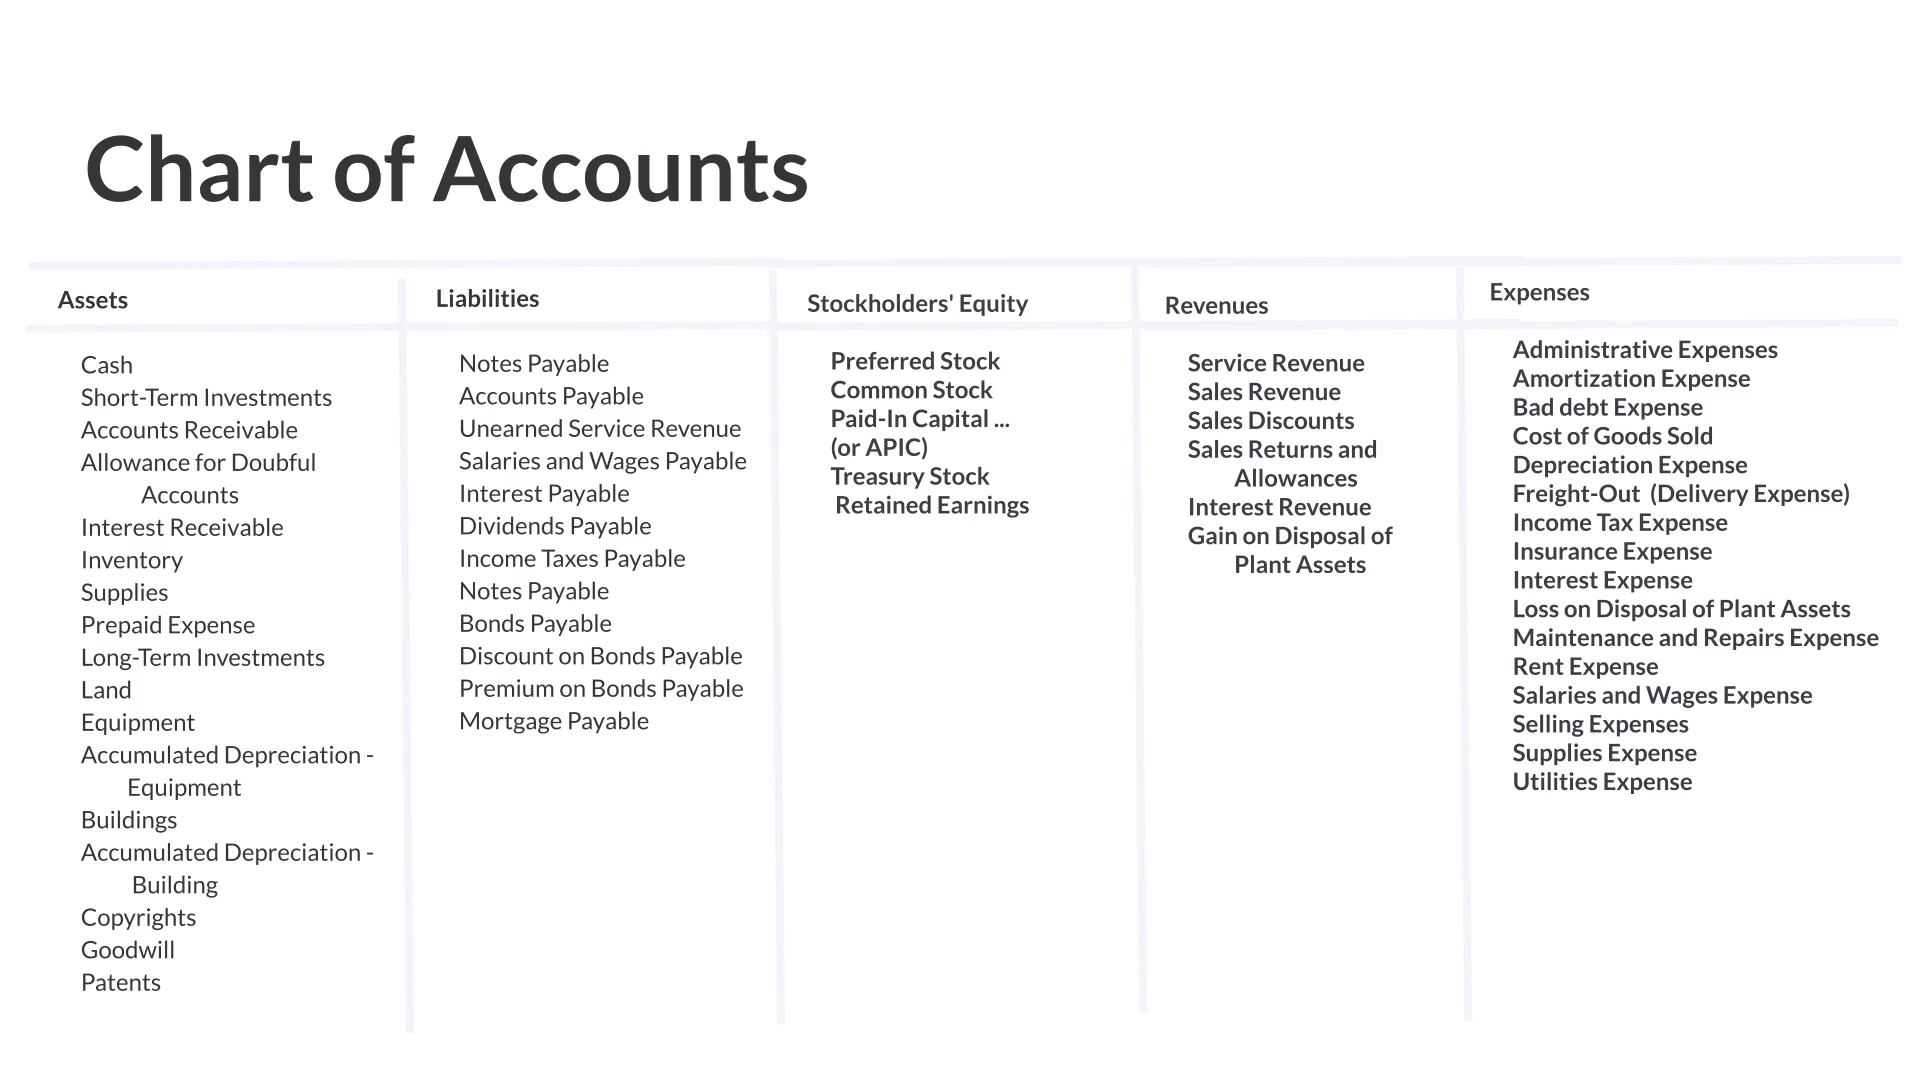 Chart of Accounts
Assets
Cash
Short-Term Investments
Accounts Receivable
Allowance for Doubful
Accounts
Interest Receivable
Inventory
Supplies
Prepaid Expense
Long-Term Investments
Land
Equipment
Accumulated Depreciation -
Equipment
Buildings
Accumulated Depreciation -
Building
Copyrights
Goodwill
Patents
Liabilities
Notes Payable
Accounts Payable
Unearned Service Revenue
Salaries and Wages Payable
Interest Payable
Dividends Payable
Income Taxes Payable
Notes Payable
Bonds Payable
Discount on Bonds Payable
Premium on Bonds Payable
Mortgage Payable
Stockholders' Equity
Preferred Stock
Common Stock
Paid-In Capital ...
(or APIC)
Treasury Stock
Retained Earnings
Revenues
Service Revenue
Sales Revenue
Sales Discounts
Sales Returns and
Allowances
Interest Revenue
Gain on Disposal of
Plant Assets
Expenses
Administrative Expenses
Amortization Expense
Bad debt Expense
Cost of Goods Sold
Depreciation Expense
Freight-Out (Delivery Expense)
Income Tax Expense
Insurance Expense
Interest Expense
Loss on Disposal of Plant Assets
Maintenance and Repairs Expense
Rent Expense
Salaries and Wages Expense
Selling Expenses
Supplies Expense
Utilities Expense